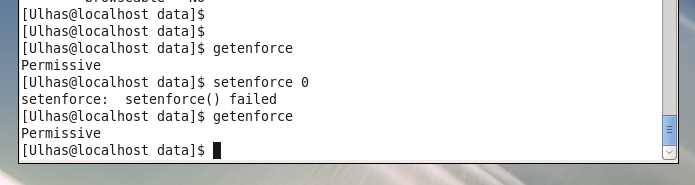 [Ulhas@localhost data]$
[Ulhas@localhost data]$
[Ulhas@localhost data]$ getenforce
Permissive
[Ulhas@localhost data]$ setenforce 0
setenforce:  setenforce() failed
[Ulhas@localhost data]$ getenforce
Permissive
[Ulhas@localhost data]$